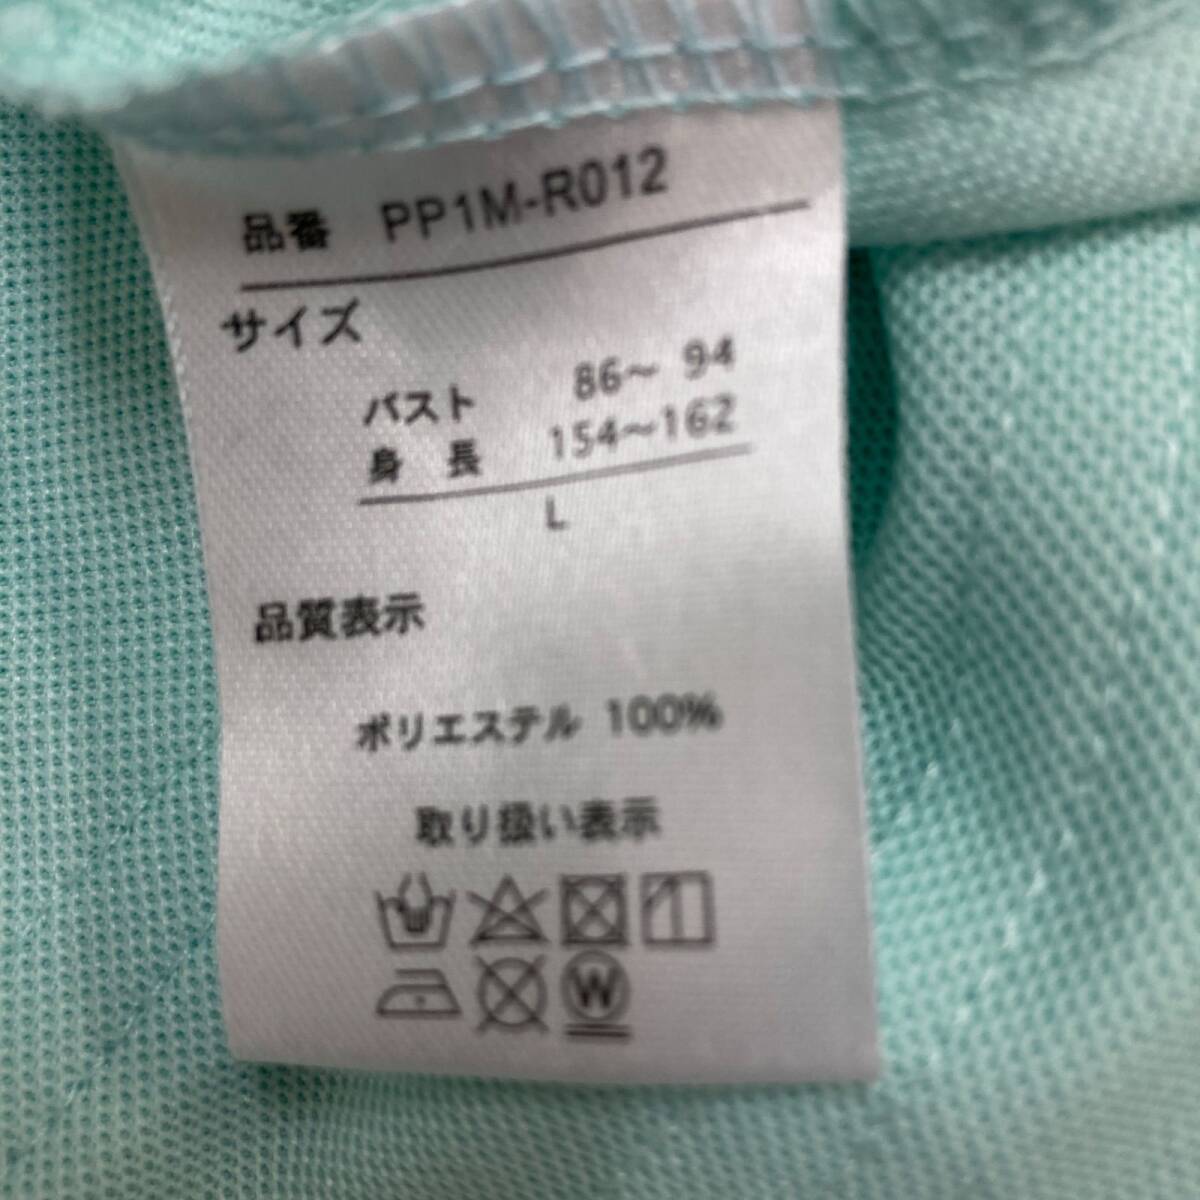 品番 PP1M-R012
サイズ
バスト 86～ 94
身 長 154～162
L
品質表示
ポリエステル 100%
取り扱い表示
W